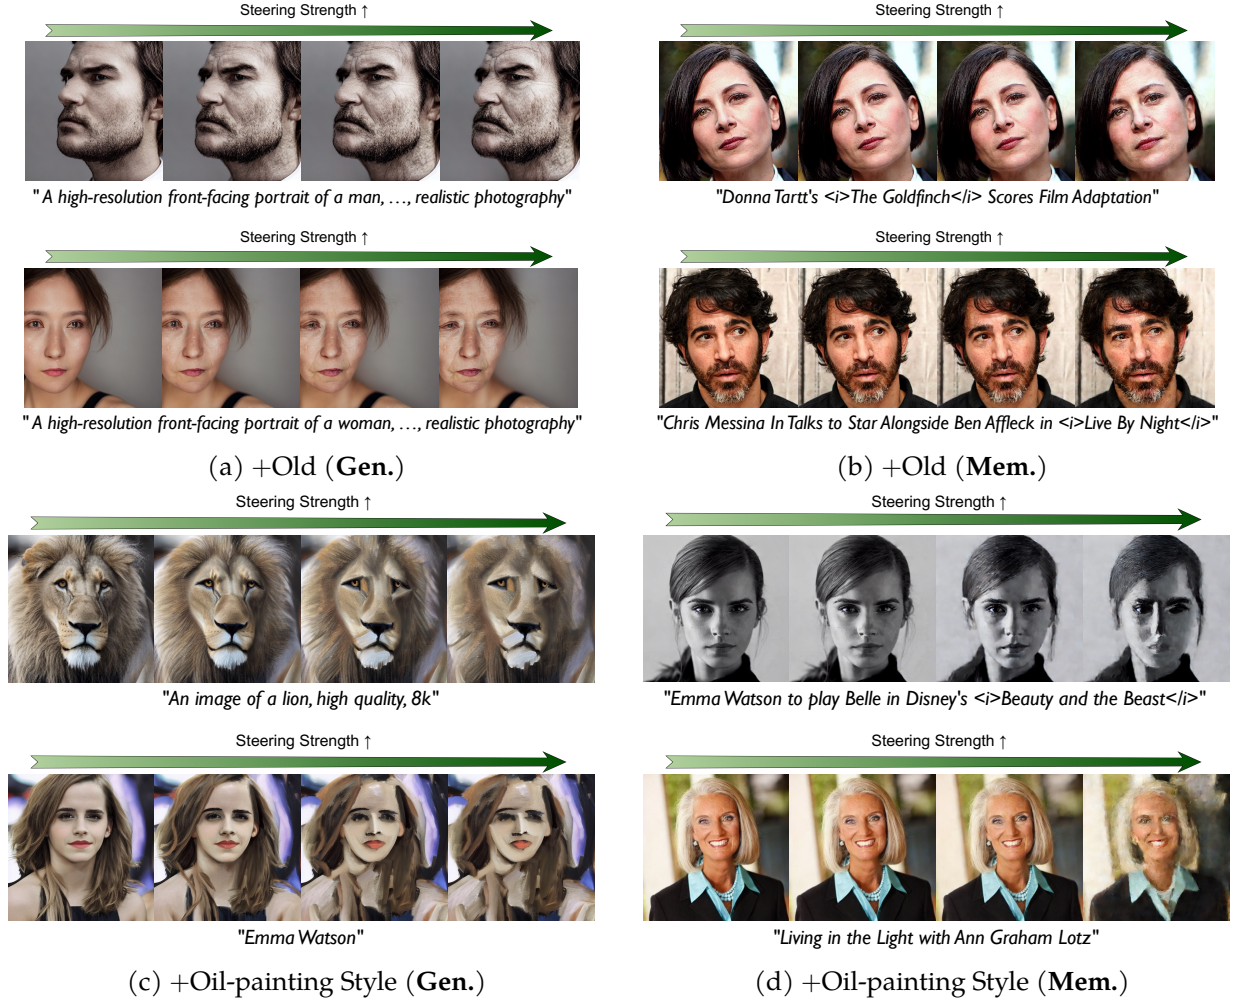 Steering Strength ↑
"A high-resolution front-facing portrait of a man, ..., realistic photography"
Steering Strength ↑
"A high-resolution front-facing portrait of a woman, ..., realistic photography"
(a) +Old (Gen.)
Steering Strength ↑
"Donna Tartt's <i>The Goldfinch</i> Scores Film Adaptation"
Steering Strength ↑
"Chris Messina In Talks to Star Alongside Ben Affleck in <i>Live By Night</i>"
(b) +Old (Mem.)
Steering Strength ↑
"An image of a lion, high quality, 8k"
Steering Strength ↑
"Emma Watson"
(c) +Oil-painting Style (Gen.)
Steering Strength ↑
"Emma Watson to play Belle in Disney's <i>Beauty and the Beast</i>"
Steering Strength ↑
"Living in the Light with Ann Graham Lotz"
(d) +Oil-painting Style (Mem.)